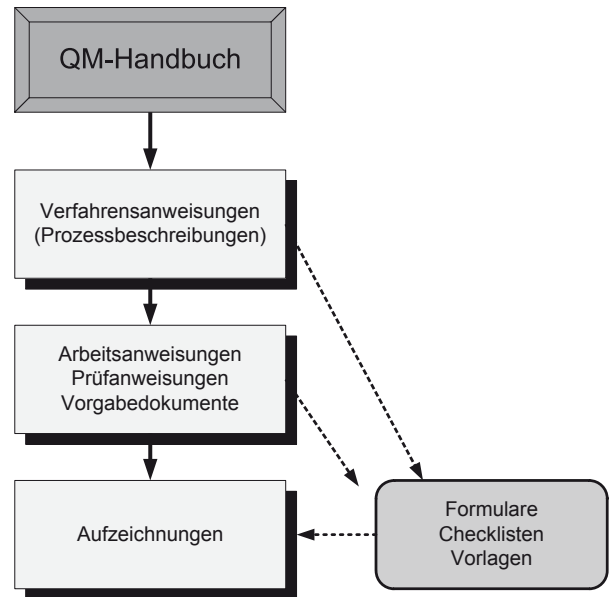 QM-Handbuch
Verfahrensanweisungen
(Prozessbeschreibungen)
Arbeitsanweisungen
Prüfanweisungen
Vorgabedokumente
Aufzeichnungen
Formulare
Checklisten
Vorlagen